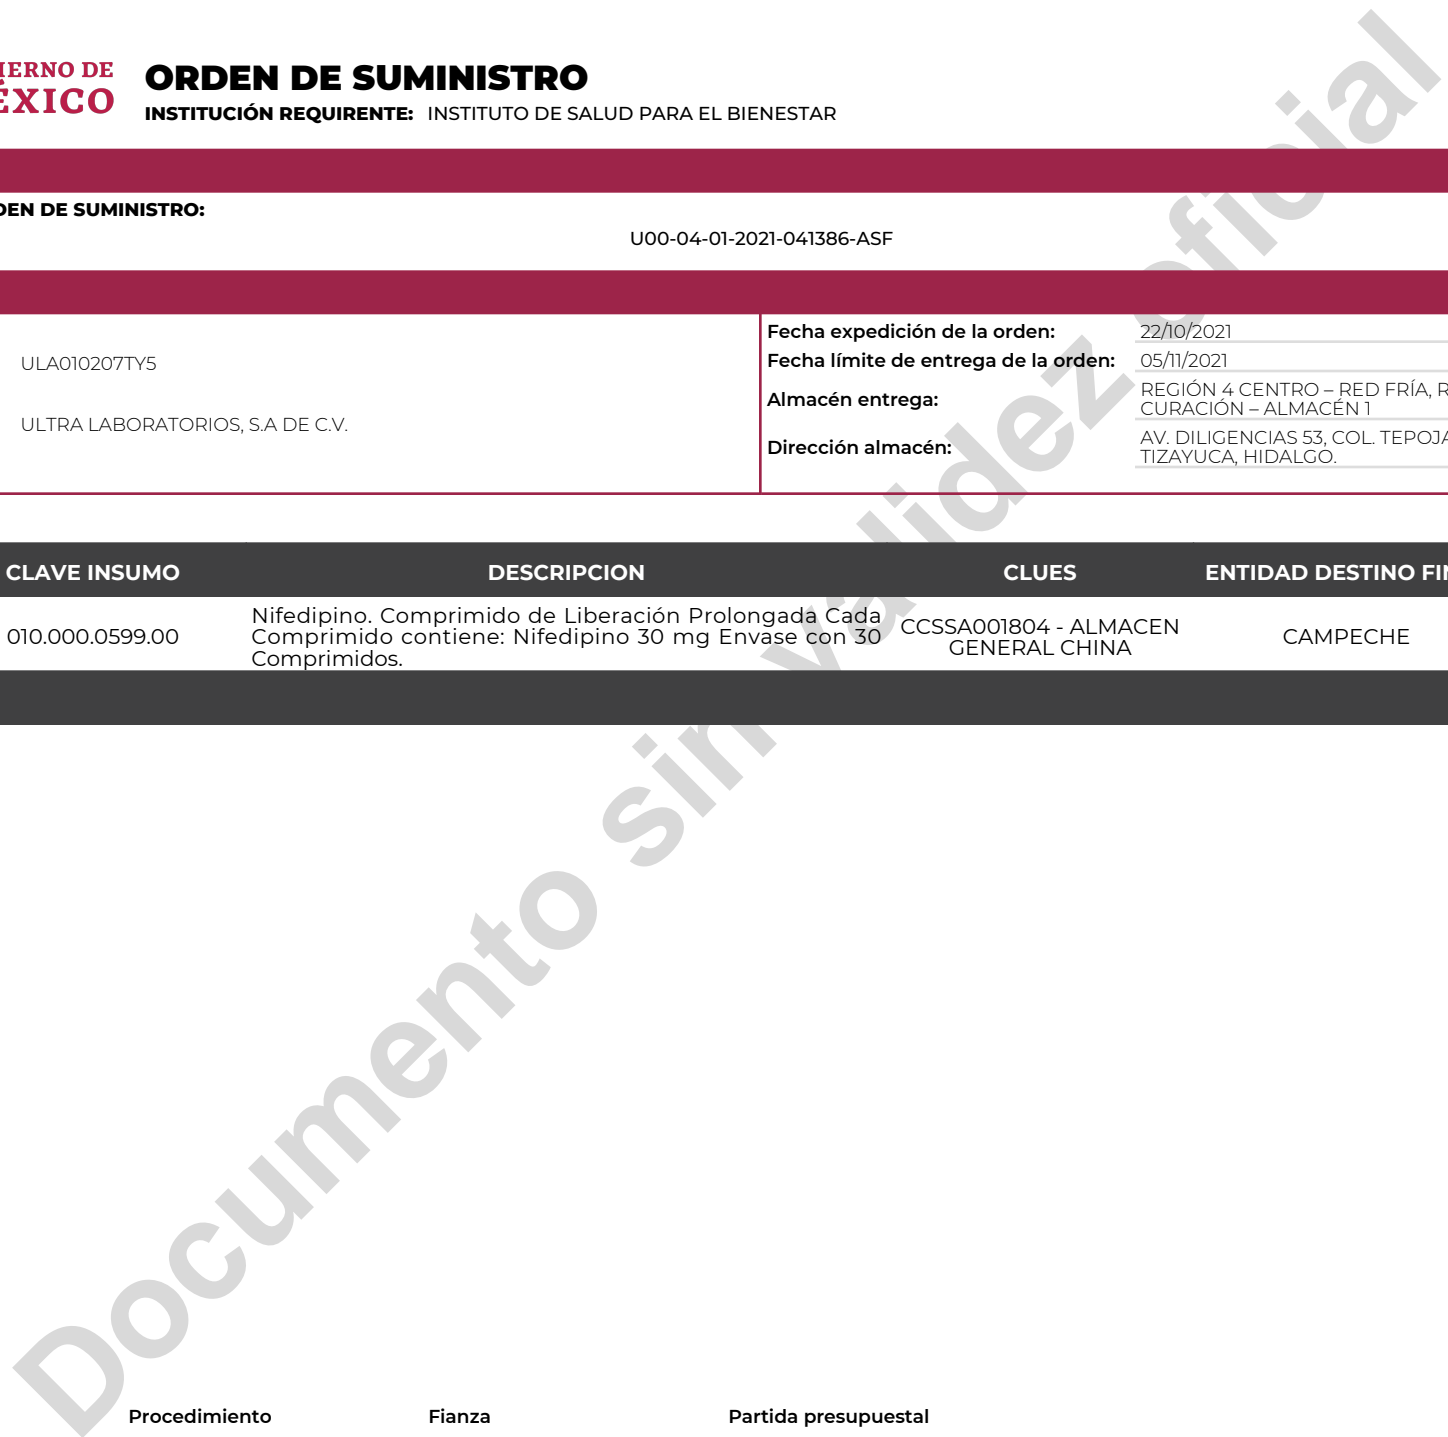 IERNO DE
ÉXICO
ORDEN DE SUMINISTRO
INSTITUCIÓN REQUIRENTE: INSTITUTO DE SALUD PARA EL BIENESTAR
DEN DE SUMINISTRO:
U00-04-01-2021-041386-ASF
ULA010207TY5
ULTRA LABORATORIOS, S.A DE C.V.
Fecha expedición de la orden: 22/10/2021
Fecha límite de entrega de la orden: 05/11/2021
Almacén entrega: REGIÓN 4 CENTRO – RED FRÍA, R
CURACIÓN – ALMACÉN 1
Dirección almacén: AV. DILIGENCIAS 53, COL. TEPOJA
TIZAYUCA, HIDALGO.
CLAVE INSUMO DESCRIPCION CLUES ENTIDAD DESTINO FIN
010.000.0599.00
Nifedipino. Comprimido de Liberación Prolongada Cada
Comprimido contiene: Nifedipino 30 mg Envase con 30
Comprimidos.
CCSSA001804 - ALMACEN
GENERAL CHINA
CAMPECHE
Documento sin validez oficial
Procedimiento Fianza Partida presupuestal